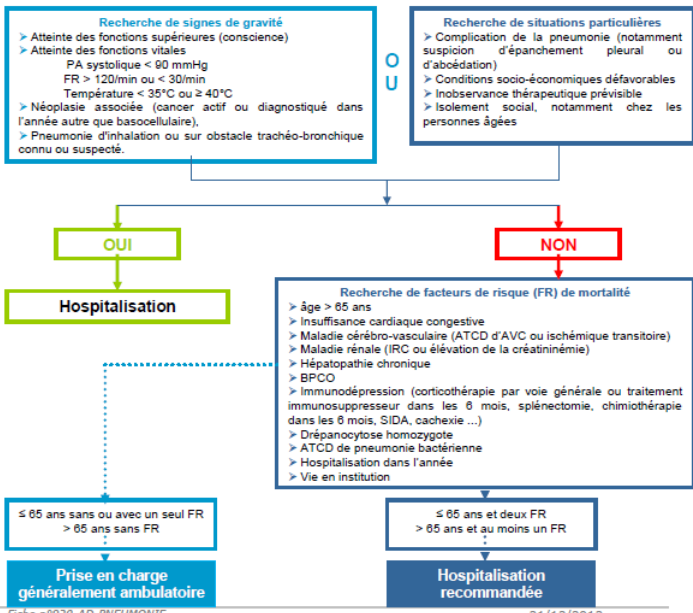 Recherche de signes de gravité
➢ Atteinte des fonctions supérieures (conscience)
➢ Atteinte des fonctions vitales
PA systolique < 90 mmHg
FR > 120/min ou < 30/min
Température < 35°C ou ≥ 40°C
➢ Néoplasie associée (cancer actif ou diagnostiqué dans
l'année autre que basocellulaire),
➢ Pneumonie d'inhalation ou sur obstacle trachéo-bronchique
connu ou suspecté.
O
U
Recherche de situations particulières
➢ Complication de la pneumonie (notamment
suspicion d'épanchement pleural ou
d'abcédation)
➢ Conditions socio-économiques défavorables
➢ Inobservance thérapeutique prévisible
➢ Isolement social, notamment chez les
personnes âgées
OUI
NON
Hospitalisation
Recherche de facteurs de risque (FR) de mortalité
➢ âge > 65 ans
➢ Insuffisance cardiaque congestive
➢ Maladie cérébro-vasculaire (ATCD d'AVC ou ischémique transitoire)
➢ Maladie rénale (IRC ou élévation de la créatininémie)
➢ Hépatopathie chronique
➢ BPCO
➢ Immunodépression (corticothérapie par voie générale ou traitement
immunosuppresseur dans les 6 mois, splénectomie, chimiothérapie
dans les 6 mois, SIDA, cachexie ...)
➢ Drépanocytose homozygote
➢ ATCD de pneumonie bactérienne
➢ Hospitalisation dans l'année
➢ Vie en institution
≤ 65 ans sans ou avec un seul FR
> 65 ans sans FR
≤ 65 ans et deux FR
> 65 ans et au moins un FR
Prise en charge
généralement ambulatoire
Hospitalisation
recommandée